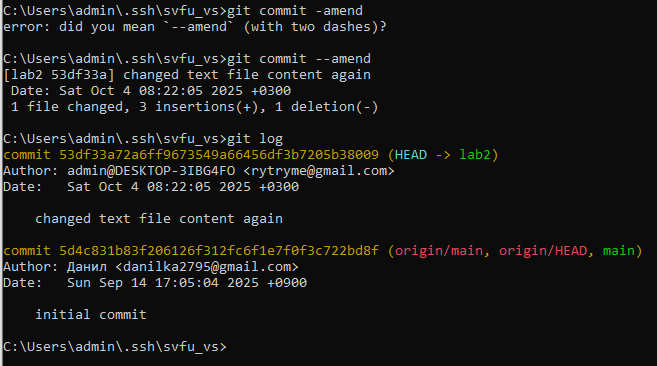 C:\Users\admin\.ssh\svfu_vs>git commit -amend
error: did you mean `--amend` (with two dashes)?
C:\Users\admin\.ssh\svfu_vs>git commit --amend
[lab2 53df33a] changed text file content again
Date: Sat Oct 4 08:22:05 2025 +0300
1 file changed, 3 insertions(+), 1 deletion(-)
C:\Users\admin\.ssh\svfu_vs>git log
commit 53df33a72a6ff9673549a66456df3b7205b38009 (HEAD -> lab2)
Author: admin@DESKTOP-3IBG4FO <rytryme@gmail.com>
Date:   Sat Oct 4 08:22:05 2025 +0300
changed text file content again
commit 5d4c831b83f206126f312fc6f1e7f0f3c722bd8f (origin/main, origin/HEAD, main)
Author: Данил <danilka2795@gmail.com>
Date:   Sun Sep 14 17:05:04 2025 +0900
initial commit
C:\Users\admin\.ssh\svfu_vs>